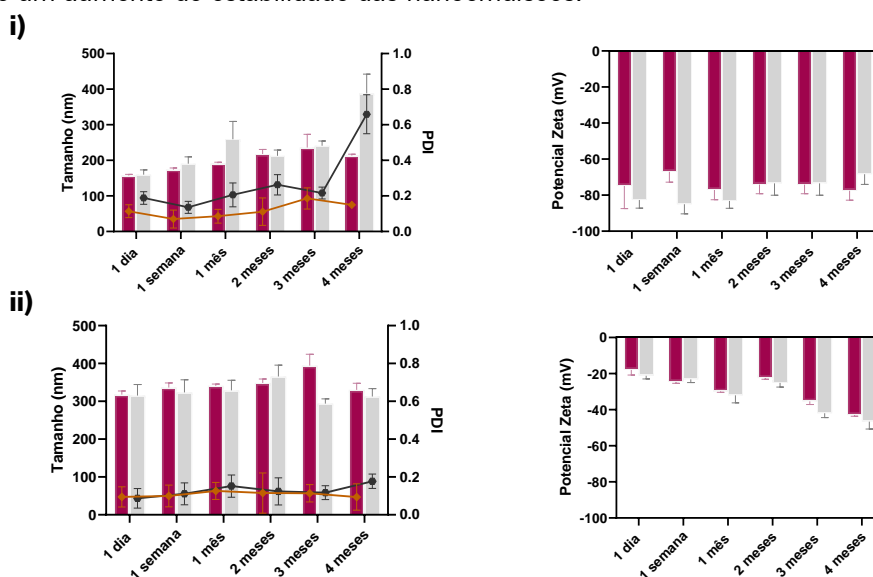 o um aumento de estabilidade das nanoemulsões.
i)
500
400
300
200
100
0
Tamanho (nm)
1.0
0.8
0.6
0.4
0.2
0.0
PDI
1 dia
1 semana
1 mês
2 meses
3 meses
4 meses
0
-20
-40
-60
-80
-100
Potencial Zeta (mV)
1 dia
1 semana
1 mês
2 meses
3 meses
4 meses
ii)
500
400
300
200
100
0
Tamanho (nm)
1.0
0.8
0.6
0.4
0.2
0.0
PDI
1 dia
1 semana
1 mês
2 meses
3 meses
4 meses
0
-20
-40
-60
-80
-100
Potencial Zeta (mV)
1 dia
1 semana
1 mês
2 meses
3 meses
4 meses